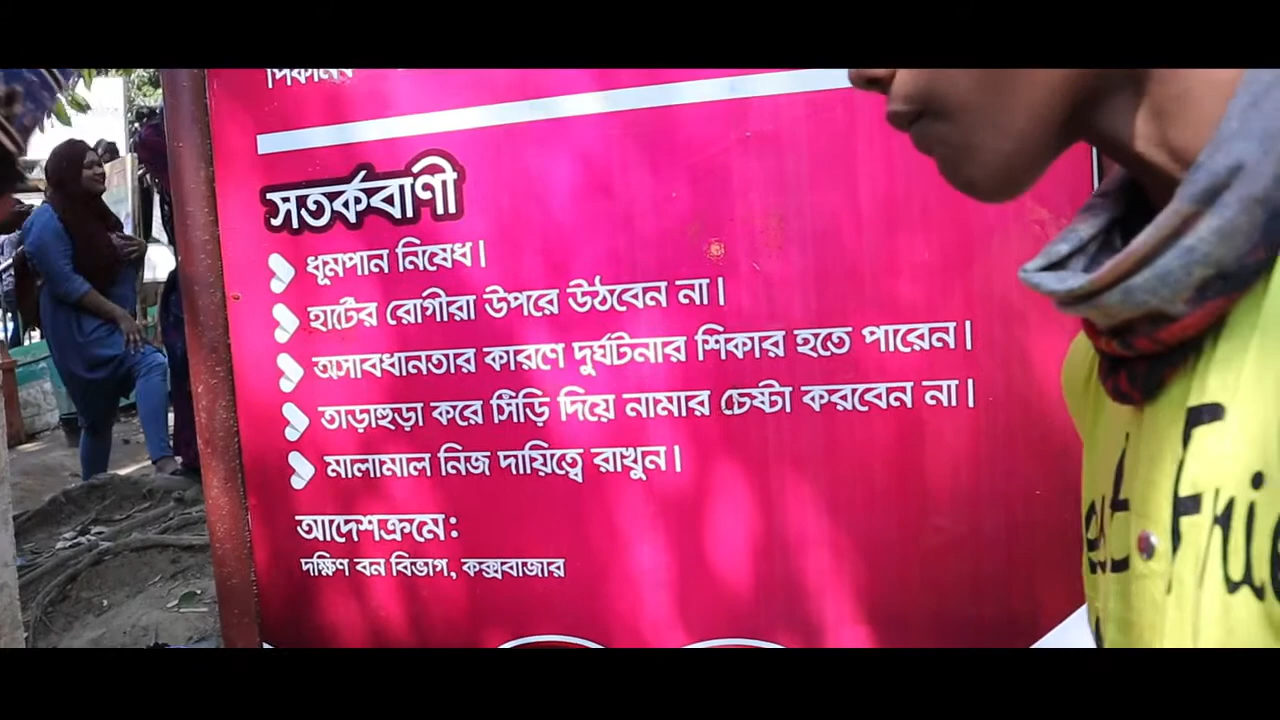 সতর্কবাণী
ধূমপান নিষেধ।
হার্টের রোগীরা উপরে উঠবেন না।
অসাবধানতার কারণে দুর্ঘটনার শিকার হতে পারেন।
তাড়াহুড়া করে সিঁড়ি দিয়ে নামার চেষ্টা করবেন না।
মালামাল নিজ দায়িত্বে রাখুন।
আদেশক্রমে:
দক্ষিণ বন বিভাগ, কক্সবাজার